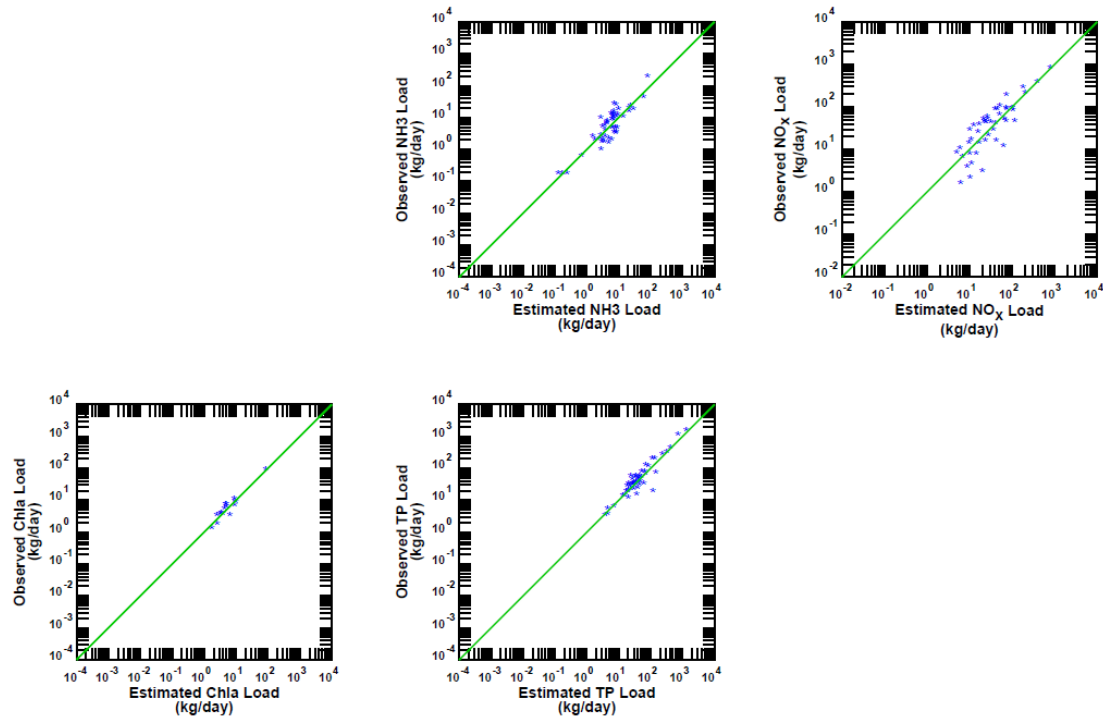 10^4
10^3
10^2
10^1
10^0
10^-1
10^-2
10^-3
10^-4
Observed NH3 Load
(kg/day)
10^-4 10^-3 10^-2 10^-1 10^0 10^1 10^2 10^3 10^4
Estimated NH3 Load
(kg/day)
10^4
10^3
10^2
10^1
10^0
10^-1
10^-2
Observed NO_X Load
(kg/day)
10^-2 10^-1 10^0 10^1 10^2 10^3 10^4
Estimated NO_X Load
(kg/day)
10^4
10^3
10^2
10^1
10^0
10^-1
10^-2
10^-3
10^-4
Observed Chla Load
(kg/day)
10^-4 10^-3 10^-2 10^-1 10^0 10^1 10^2 10^3 10^4
Estimated Chla Load
(kg/day)
10^4
10^3
10^2
10^1
10^0
10^-1
10^-2
10^-3
10^-4
Observed TP Load
(kg/day)
10^-4 10^-3 10^-2 10^-1 10^0 10^1 10^2 10^3 10^4
Estimated TP Load
(kg/day)